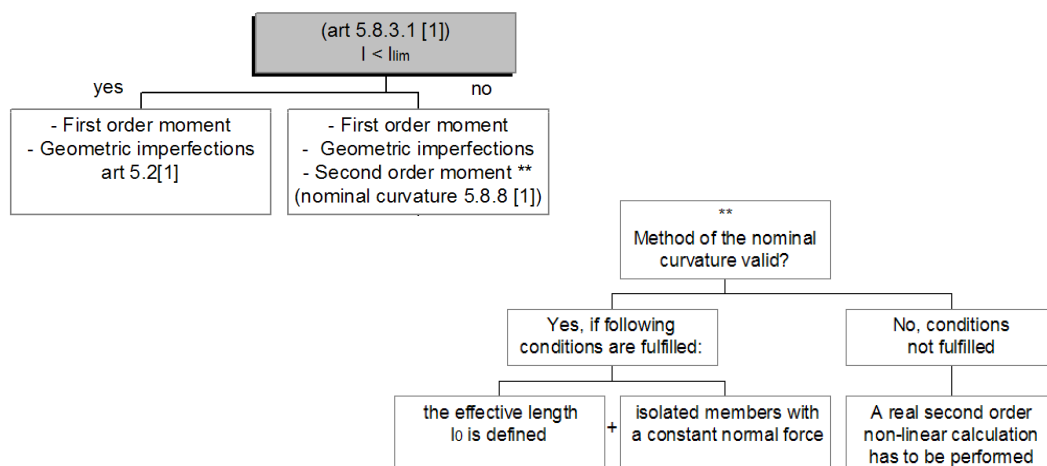 (art 5.8.3.1 [1])
l < llim
yes
no
- First order moment
- Geometric imperfections
art 5.2[1]
- First order moment
- Geometric imperfections
- Second order moment **
(nominal curvature 5.8.8 [1])
**
Method of the nominal
curvature valid?
Yes, if following
conditions are fulfilled:
No, conditions
not fulfilled
the effective length
l0 is defined
+
isolated members with
a constant normal force
A real second order
non-linear calculation
has to be performed